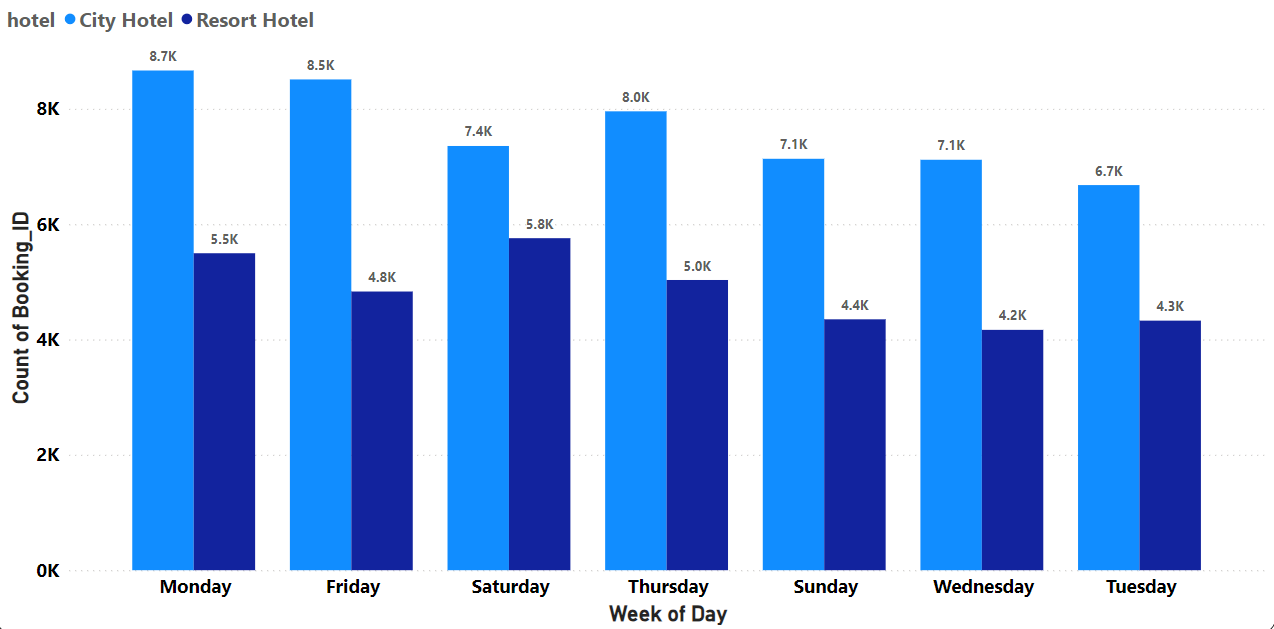 hotel City Hotel Resort Hotel
8.7K
8.5K
8K
8.0K
7.4K
7.1K
7.1K
6.7K
6K
5.5K
4.8K
5.8K
5.0K
4.4K
4.2K
4.3K
4K
2K
0K
Count of Booking_ID
Monday Friday Saturday Thursday Sunday Wednesday Tuesday
Week of Day